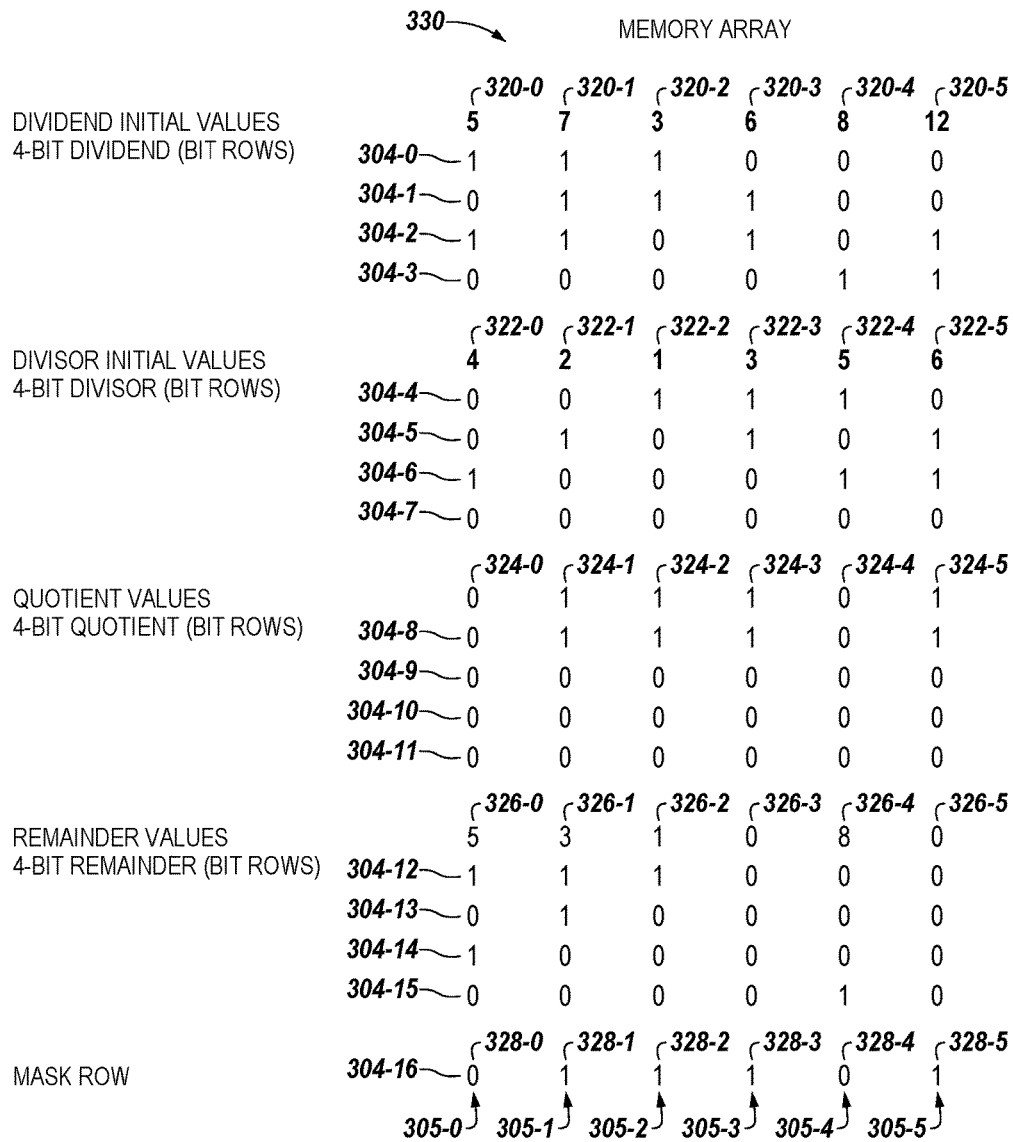 330 MEMORY ARRAY
320-0 320-1 320-2 320-3 320-4 320-5
DIVIDEND INITIAL VALUES 5 7 3 6 8 12
4-BIT DIVIDEND (BIT ROWS)
304-0 1 1 1 0 0 0
304-1 0 1 1 1 0 0
304-2 1 1 0 1 0 1
304-3 0 0 0 0 1 1
322-0 322-1 322-2 322-3 322-4 322-5
DIVISOR INITIAL VALUES 4 2 1 3 5 6
4-BIT DIVISOR (BIT ROWS)
304-4 0 0 1 1 1 0
304-5 0 1 0 1 0 1
304-6 1 0 0 0 1 1
304-7 0 0 0 0 0 0
324-0 324-1 324-2 324-3 324-4 324-5
QUOTIENT VALUES 0 1 1 1 0 1
4-BIT QUOTIENT (BIT ROWS) 304-8 0 1 1 1 0 1
304-9 0 0 0 0 0 0
304-10 0 0 0 0 0 0
304-11 0 0 0 0 0 0
326-0 326-1 326-2 326-3 326-4 326-5
REMAINDER VALUES 5 3 1 0 8 0
4-BIT REMAINDER (BIT ROWS)
304-12 1 1 1 0 0 0
304-13 0 1 0 0 0 0
304-14 1 0 0 0 0 0
304-15 0 0 0 0 1 0
328-0 328-1 328-2 328-3 328-4 328-5
MASK ROW 304-16 0 1 1 1 0 1
305-0 305-1 305-2 305-3 305-4 305-5